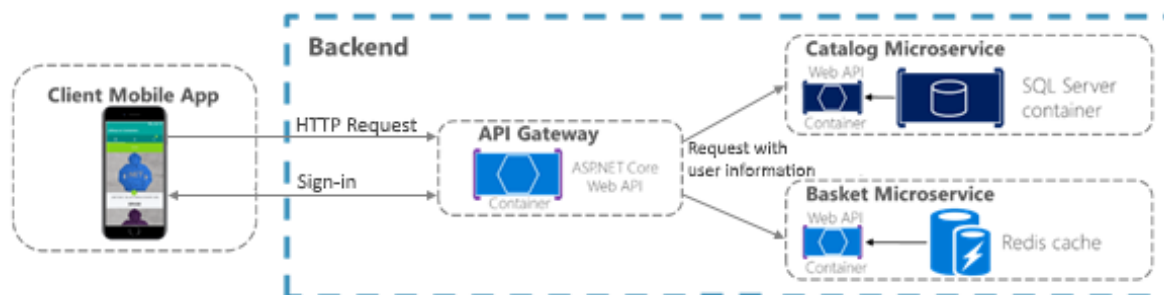 Backend
Client Mobile App
HTTP Request
Sign-in
API Gateway
ASP.NET Core
Web API
Container
Request with
user information
Catalog Microservice
Web API
Container
SQL Server
container
Basket Microservice
Web API
Container
Redis cache